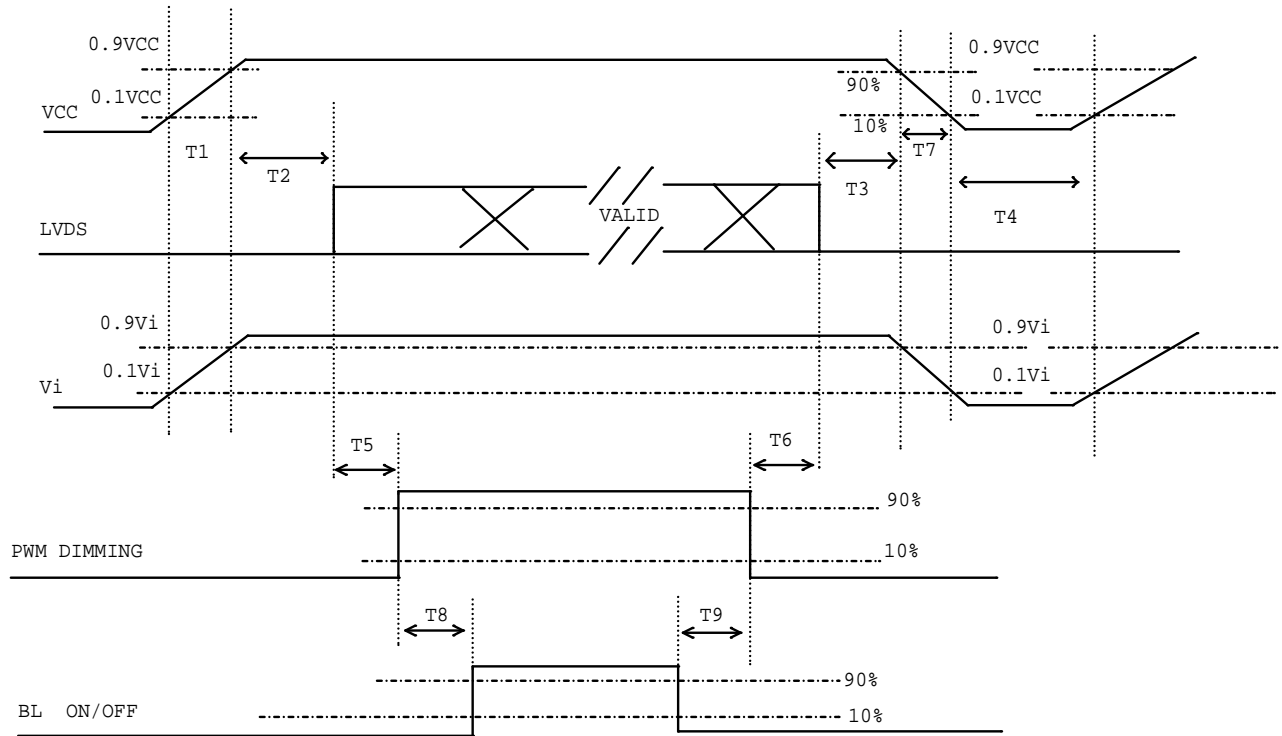 0.9VCC
0.9VCC
90%
0.1VCC
0.1VCC
VCC
10%
T1
T7
T2
T3
VALID
T4
LVDS
0.9Vi
0.9Vi
0.1Vi
0.1Vi
Vi
T5
T6
90%
PWM DIMMING
10%
T8
T9
90%
BL ON/OFF
10%